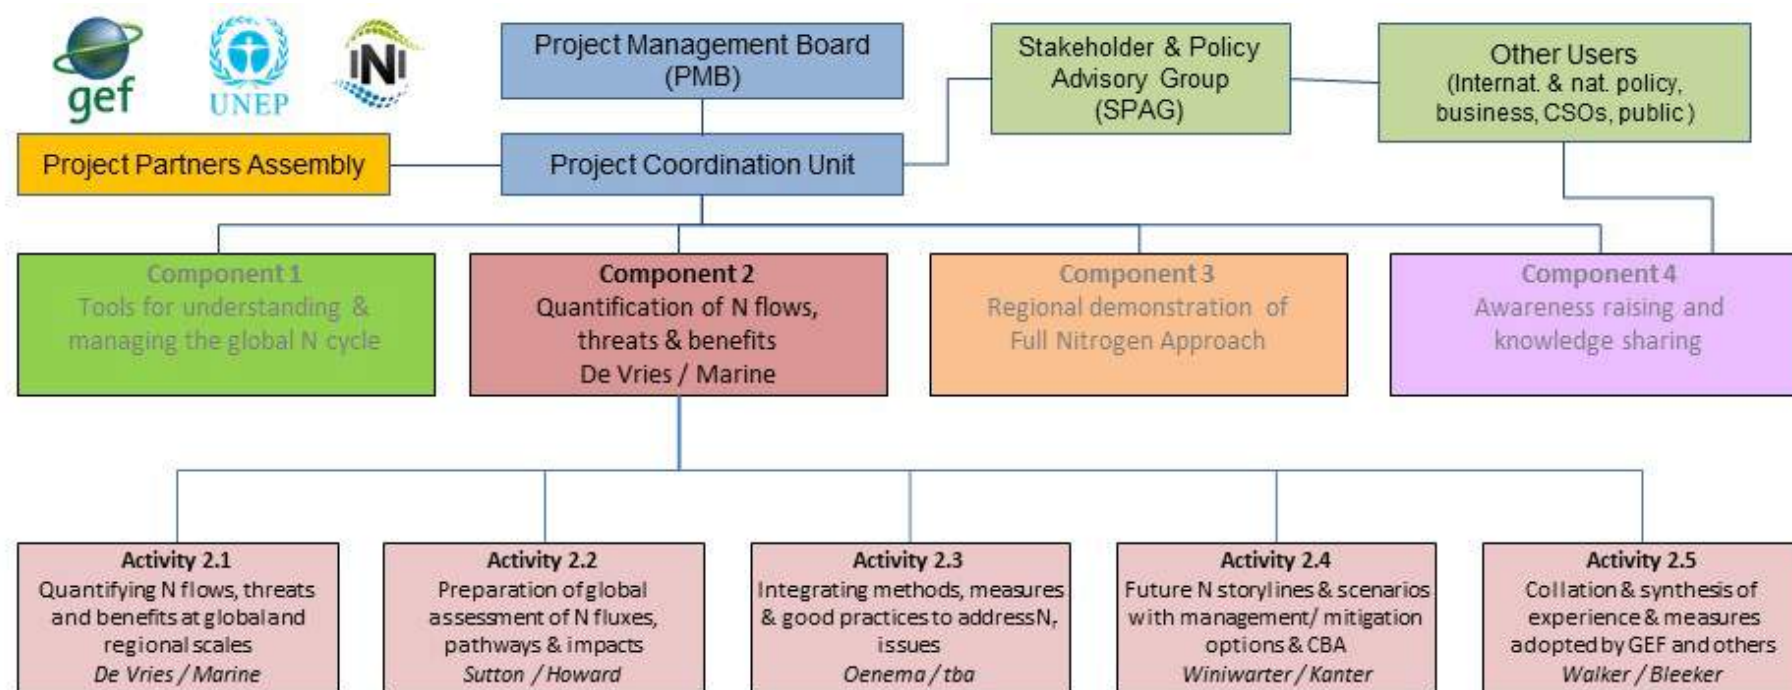 gef
UNEP
INI
Project Management Board
(PMB)
Stakeholder & Policy
Advisory Group
(SPAG)
Other Users
(Internat. & nat. policy,
business, CSOs, public )
Project Partners Assembly
Project Coordination Unit
Component 1
Tools for understanding &
managing the global N cycle
Component 2
Quantification of N flows,
threats & benefits
De Vries / Marine
Component 3
Regional demonstration of
Full Nitrogen Approach
Component 4
Awareness raising and
knowledge sharing
Activity 2.1
Quantifying N flows, threats
and benefits at global and
regional scales
De Vries / Marine
Activity 2.2
Preparation of global
assessment of N fluxes,
pathways & impacts
Sutton / Howard
Activity 2.3
Integrating methods, measures
& good practices to address Nr
issues
Oenema / tba
Activity 2.4
Future N storylines & scenarios
with management/ mitigation
options & CBA
Winiwarter / Kanter
Activity 2.5
Collation & synthesis of
experience & measures
adopted by GEF and others
Walker / Bleeker